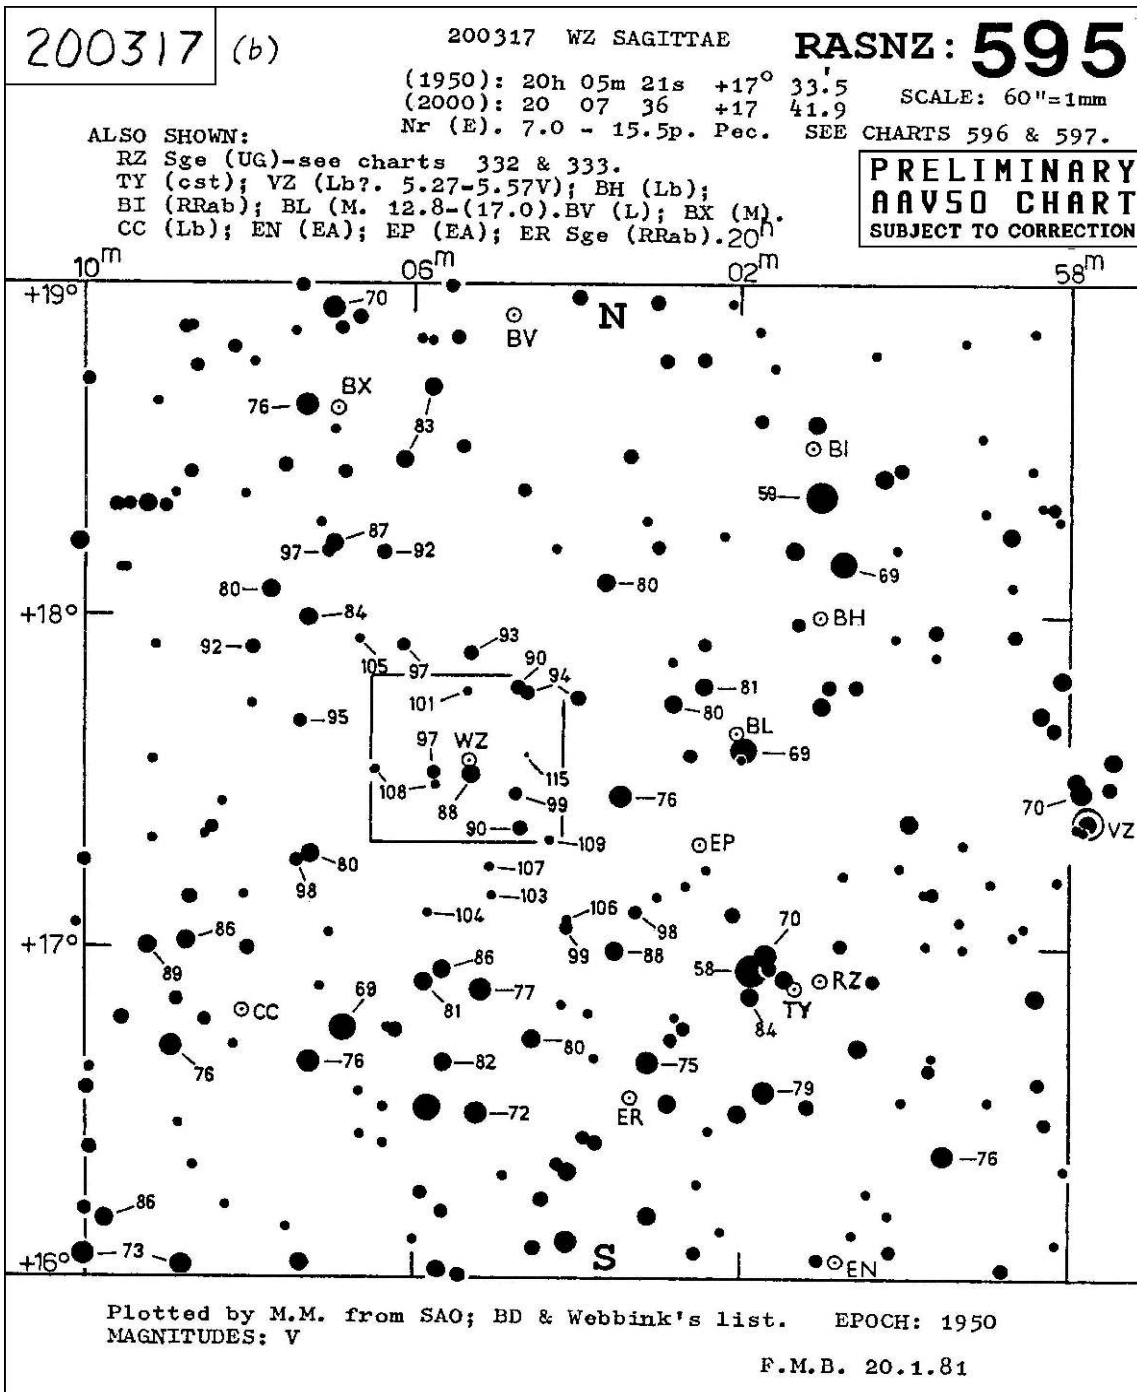 200317 (b)
200317 WZ SAGITTAE
RASNZ: 595
(1950): 20h 05m 21s +17° 33'.5
(2000): 20 07 36 +17 41.9
SCALE: 60"=1mm
Nr (E). 7.0 - 15.5p. Pec. SEE CHARTS 596 & 597.
ALSO SHOWN:
RZ Sge (UG)-see charts 332 & 333.
TY (cst); VZ (Lb?. 5.27-5.57V); BH (Lb);
BI (RRab); BL (M. 12.8-(17.0).BV (L); BX (M).
CC (Lb); EN (EA); EP (EA); ER Sge (RRab).
PRELIMINARY
AAVSO CHART
SUBJECT TO CORRECTION
20h
10m 06m 02m 58m
+19°
70
N
BV
BX
76
83
BI
59
87
97 92
69
80 80
+18°
84
BH
92
93
105 97
90
94
81
101
80
95
BL
97 WZ
69
115
108
88
99
76
70
90
VZ
109
EP
80
98
107
103
104
106
98
+17°
86
70
89
99
88
86
58
RZ
CC
69
81
77
TY
84
76
76
82
80
75
79
72
ER
76
86
73
+16°
S
EN
Plotted by M.M. from SAO; BD & Webbink's list. EPOCH: 1950
MAGNITUDES: V
F.M.B. 20.1.81